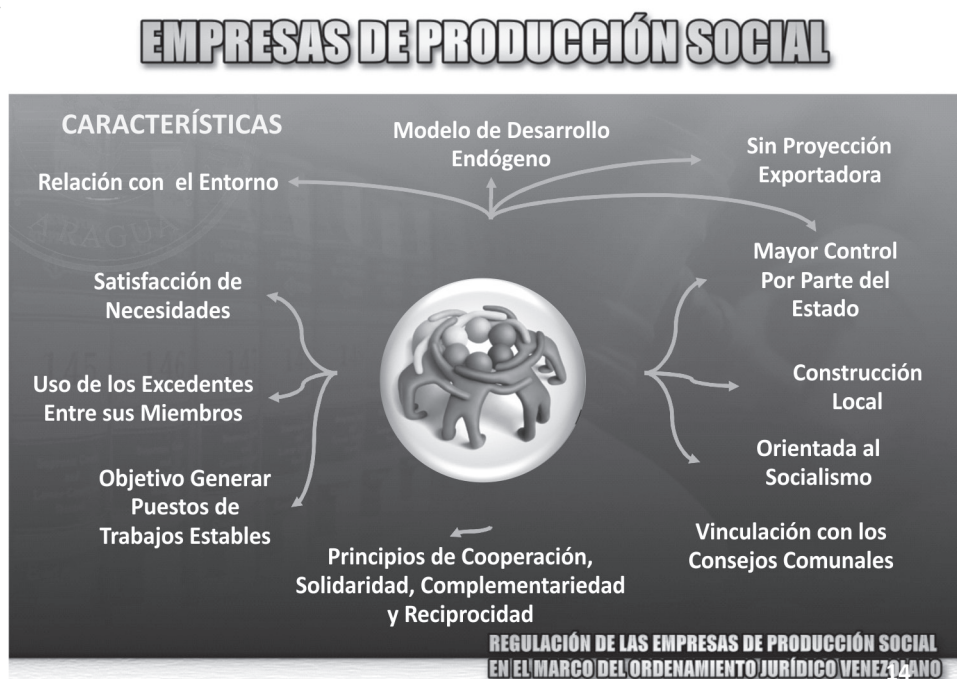 EMPRESAS DE PRODUCCIÓN SOCIAL
CARACTERÍSTICAS
Modelo de Desarrollo
Endógeno
Sin Proyección
Exportadora
Relación con el Entorno
ARAGUA
Mayor Control
Por Parte del
Estado
Satisfacción de
Necesidades
Construcción
Local
Uso de los Excedentes
Entre sus Miembros
Orientada al
Socialismo
Objetivo Generar
Puestos de
Trabajos Estables
Vinculación con los
Consejos Comunales
Principios de Cooperación,
Solidaridad, Complementariedad
y Reciprocidad
REGULACIÓN DE LAS EMPRESAS DE PRODUCCIÓN SOCIAL
EN EL MARCO DEL ORDENAMIENTO JURÍDICO VENEZOLANO
14